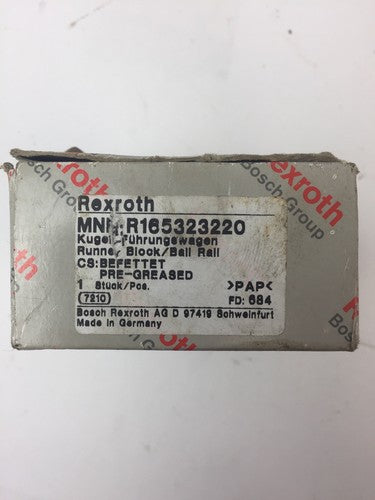 Rexroth
Bosch Group
Rexroth
Bosch Group
Rexroth
MNR:R165323220
Kugel-Führungswagen
Runner Block/Ball Rail
CS:BEFETTET
PRE-GREASED
1 Stück/Pcs. >PAP<
7210 FD: 684
Bosch Rexroth AG D 97419 Schweinfurt
Made in Germany